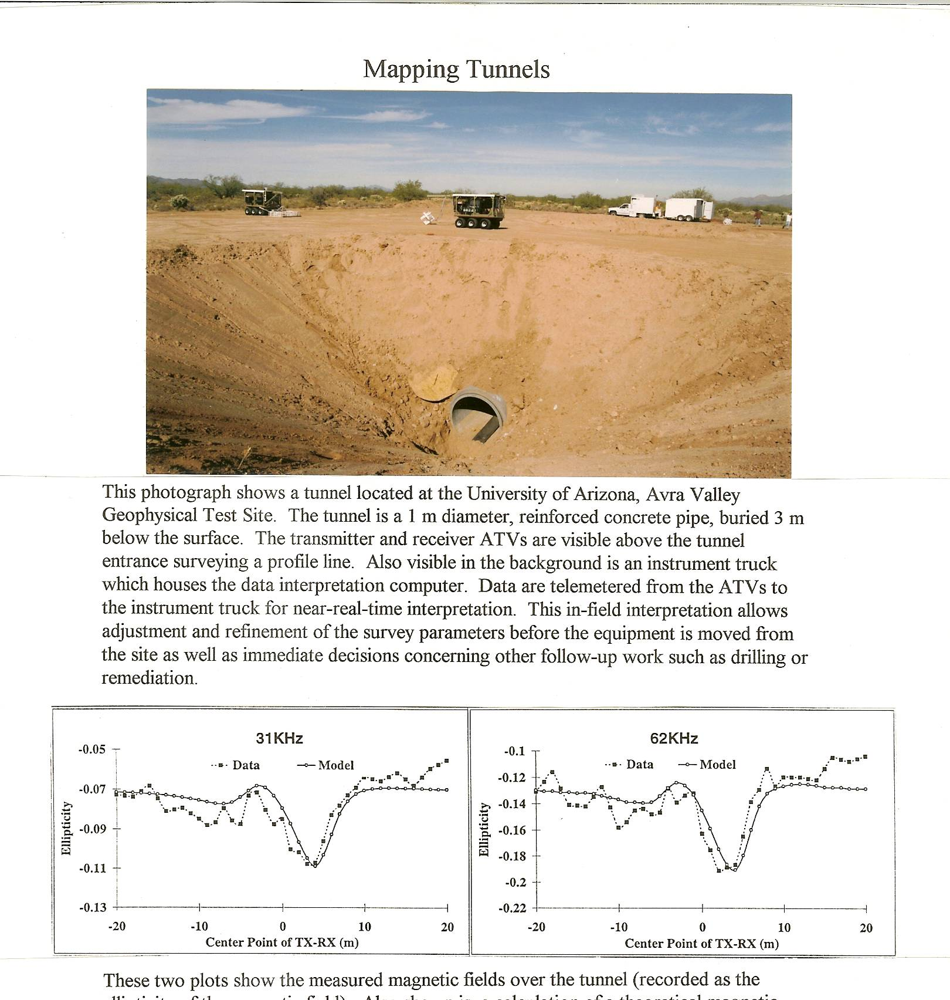 Mapping Tunnels
This photograph shows a tunnel located at the University of Arizona, Avra Valley
Geophysical Test Site. The tunnel is a 1 m diameter, reinforced concrete pipe, buried 3 m
below the surface. The transmitter and receiver ATVs are visible above the tunnel
entrance surveying a profile line. Also visible in the background is an instrument truck
which houses the data interpretation computer. Data are telemetered from the ATVs to
the instrument truck for near-real-time interpretation. This in-field interpretation allows
adjustment and refinement of the survey parameters before the equipment is moved from
the site as well as immediate decisions concerning other follow-up work such as drilling or
remediation.
31KHz
Data Model
-0.05
-0.07
-0.09
-0.11
-0.13
Ellipticity
-20 -10 0 10 20
Center Point of TX-RX (m)
62KHz
Data Model
-0.1
-0.12
-0.14
-0.16
-0.18
-0.2
-0.22
Ellipticity
-20 -10 0 10 20
Center Point of TX-RX (m)
These two plots show the measured magnetic fields over the tunnel (recorded as the